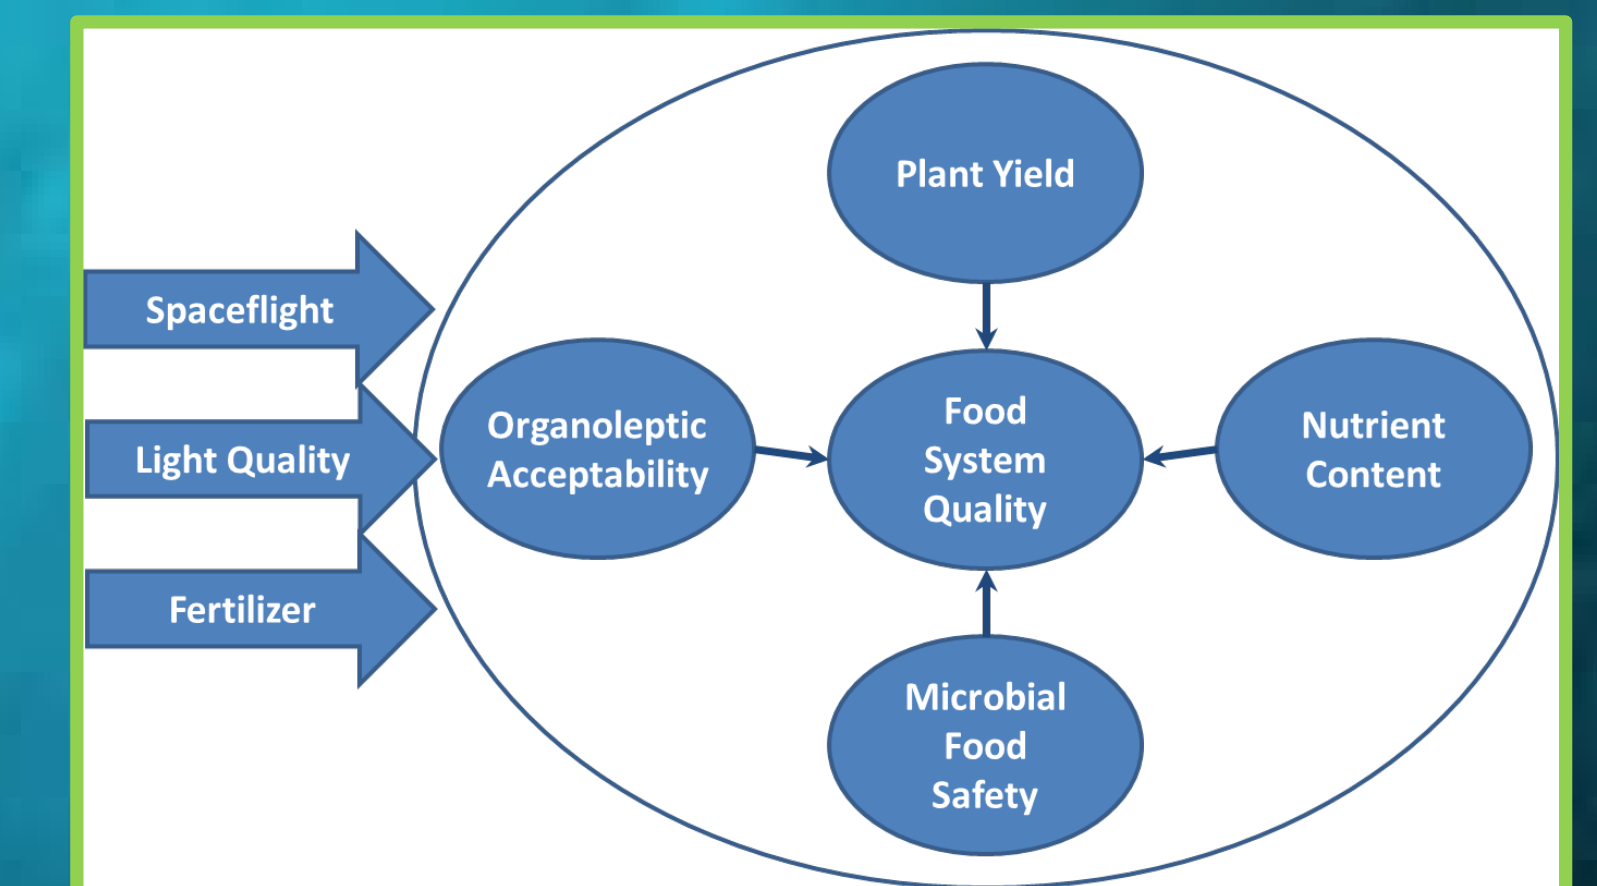 Plant Yield
Spaceflight
Light Quality
Fertilizer
Organoleptic
Acceptability
Food
System
Quality
Nutrient
Content
Microbial
Food
Safety